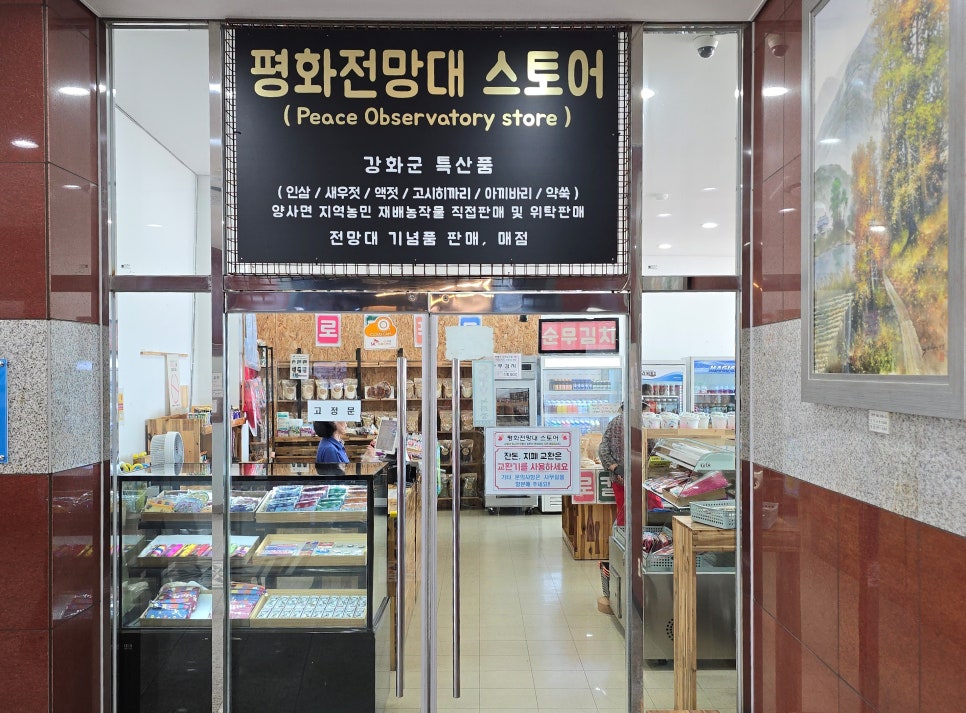 평화전망대 스토어
( Peace Observatory store )
강화군 특산품
( 인삼 / 새우젓 / 액젓 / 고시히까리 / 아끼바리 / 약쑥 )
양사면 지역농민 재배농작물 직접판매 및 위탁판매
전망대 기념품 판매, 매점
로
순무김치
고 정 문
평화전망대 스토어
잔돈, 지폐 교환은
교환기를 사용하세요
로컬